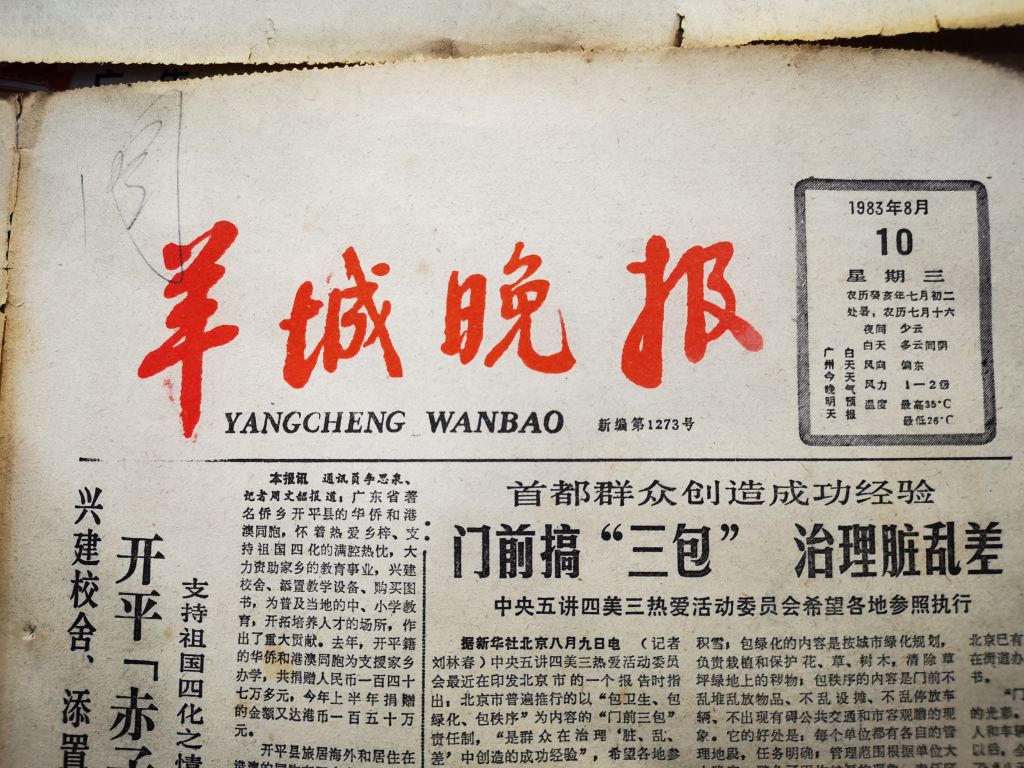 广告
羊城晚报
YANGCHENG WANBAO
新编第1273号
1983年8月
10
星期三
农历癸亥年七月初二
处暑，农历七月十六
广州今晚明天
白天天气预报
夜间 少云
白天 多云间阴
风向 偏东
风力 1—2级
温度 最高35°C
最低26°C
兴建校舍、添置
开平「赤子
支持祖国四化之情
本报讯 通讯员李思泉、
记者周文韶报道：广东省著
名侨乡开平县的华侨和港
澳同胞，怀着热爱乡梓、支
持祖国四化的满腔热忱，大
力资助家乡的教育事业，兴建
校舍、添置教学设备、购买图
书，为普及当地的中、小学教
育，开拓培养人才的场所，作
出了重大贡献。去年，开平籍
的华侨和港澳同胞为支援家乡
办学，共捐赠人民币一百四十
七万多元，今年上半年捐赠
的金额又达港币一百五十万
元。
开平县旅居海外和居住在
首都群众创造成功经验
门前搞“三包” 治理脏乱差
中央五讲四美三热爱活动委员会希望各地参照执行
据新华社北京八月九日电 （记者
刘林春）中央五讲四美三热爱活动委员
会最近在印发北京市的一个报告时指
出，北京市普遍推行的以“包卫生、包
绿化、包秩序”为内容的“门前三包”
责任制，“是群众在治理‘脏、乱、
差’中创造的成功经验”，希望各地参
积雪；包绿化的内容是按城市绿化规划，
负责栽植和保护花、草、树木，清除草
坪绿地上的秽物；包秩序的内容是门前不
乱堆乱放物品、不乱设摊、不乱停放车
辆、不出现有碍公共交通和市容观瞻的现
象。它的好处是：每个单位都有各自的管
理地段，任务明确；管理范围根据单位大
北京已有
在街道办
书。
“门
的光彩。
人和车辆
以后，全